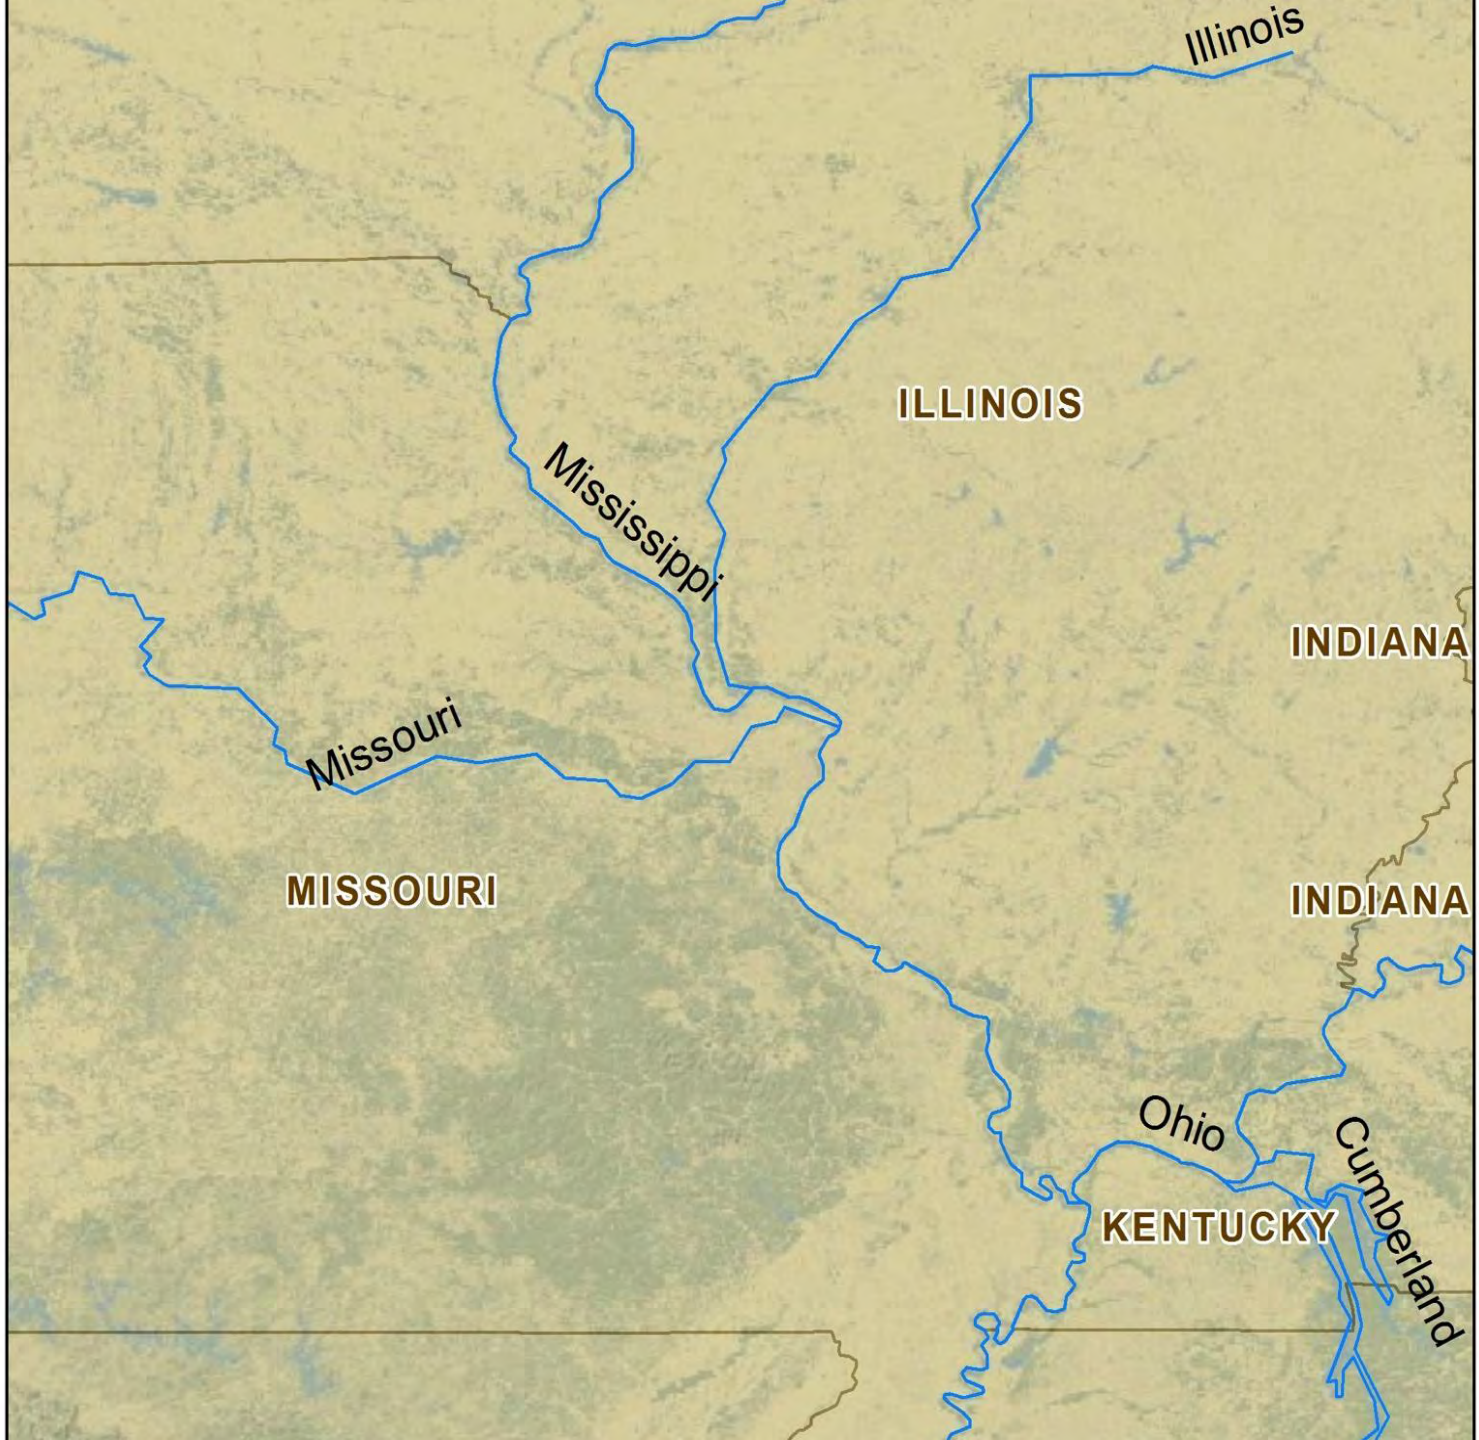 Illinois
ILLINOIS
Mississippi
INDIANA
Missouri
MISSOURI
INDIANA
Ohio
Cumberland
KENTUCKY